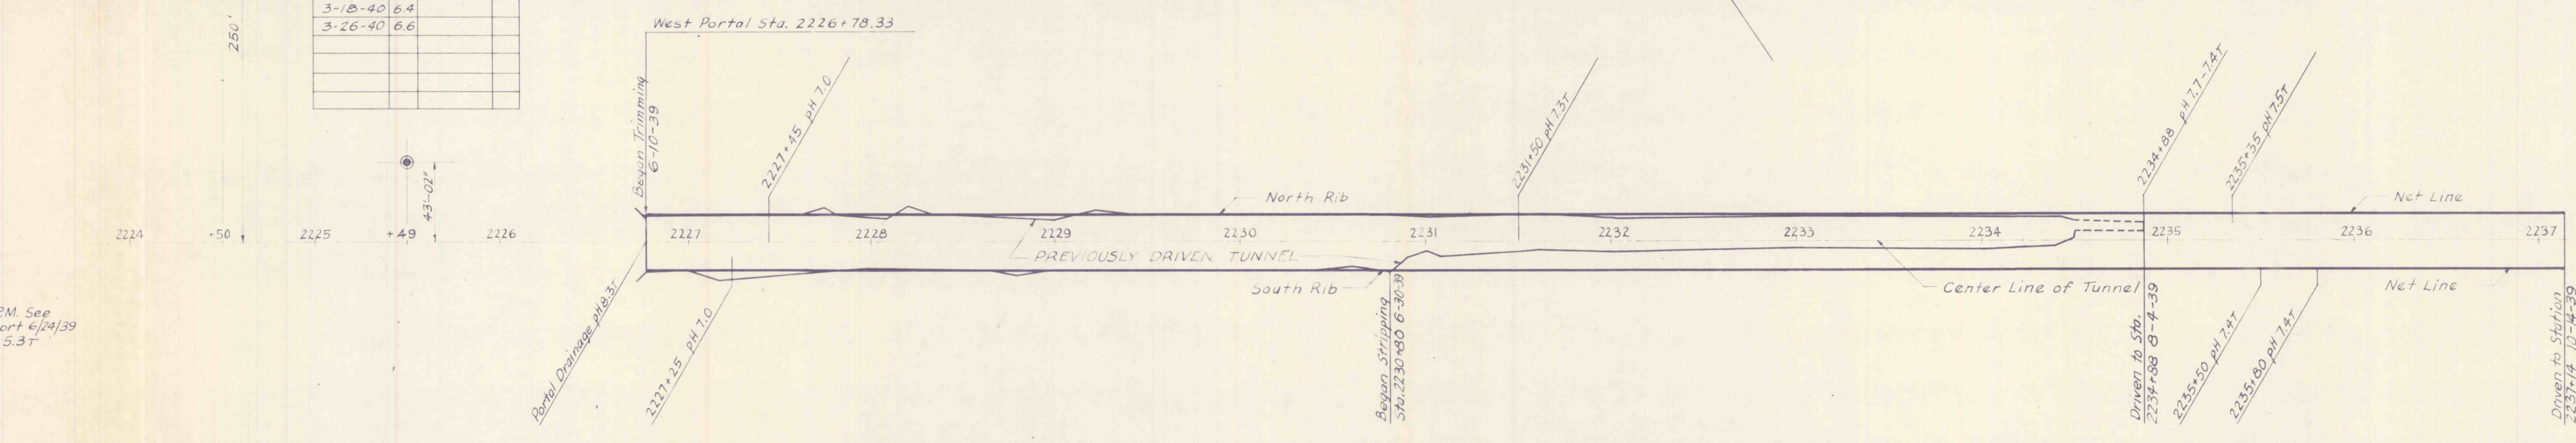 3-18-40 6.4
3-26-40 6.6
250'
West Portal Sta. 2226+78.33
Began Trimming
6-10-39
2227+45 pH 7.0
2231+50 pH 7.3T
2234+88 pH 7.7-7.4T
2235+35 pH 7.5T
43'-02"
North Rib
Net Line
2224 +50 2225 +49 2226 2227 2228 2229 2230 2231 2232 2233 2234 2235 2236 2237
PREVIOUSLY DRIVEN TUNNEL
South Rib
Center Line of Tunnel
Net Line
P.M. See
ort 6/24/39
5.3T
Portal Drainage pH 8.3T
2227+25 pH 7.0
Began Stripping
Sta. 2230+80 6-30-39
Driven to Sta.
2234+88 8-4-39
2235+50 pH 7.4T
2235+80 pH 7.4T
Driven to Station
2237+14 10-14-39